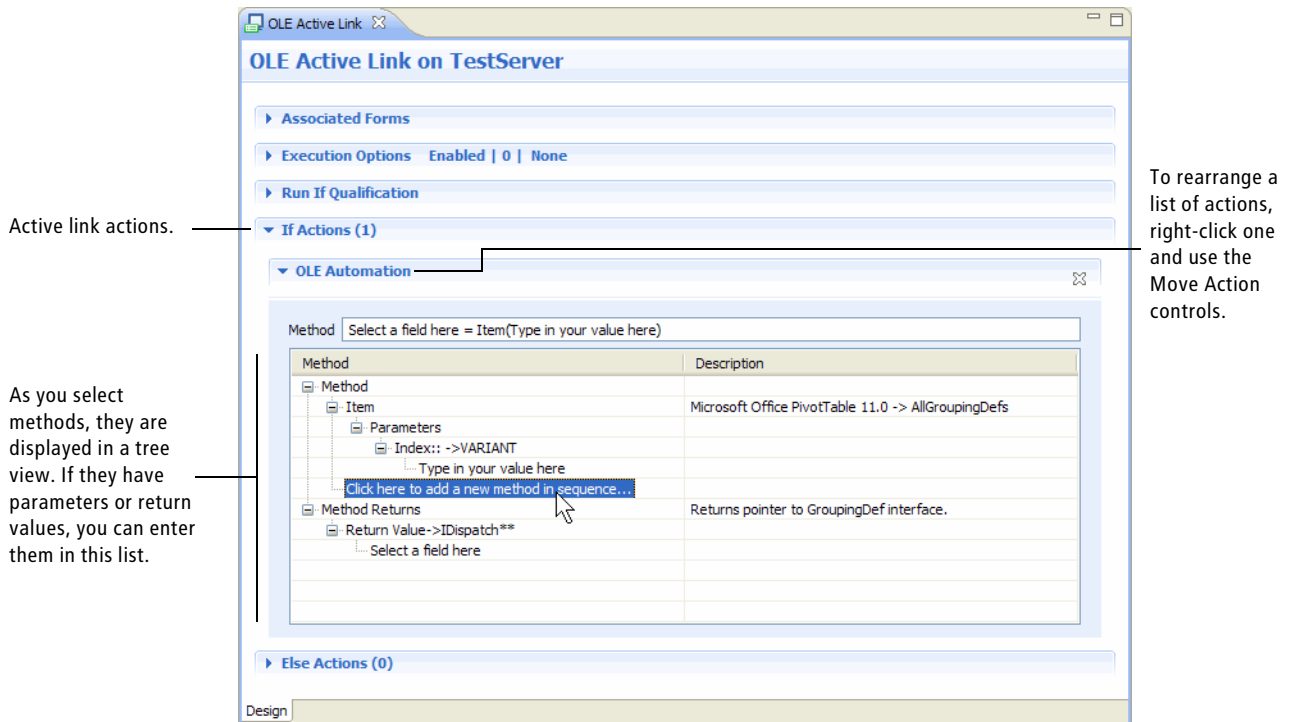 OLE Active Link
OLE Active Link on TestServer
Associated Forms
Execution Options Enabled | 0 | None
Run If Qualification
Active link actions.
If Actions (1)
OLE Automation
To rearrange a
list of actions,
right-click one
and use the
Move Action
controls.
Method Select a field here = Item(Type in your value here)
Method Description
Method
Item Microsoft Office PivotTable 11.0 -> AllGroupingDefs
Parameters
Index:: ->VARIANT
Type in your value here
Click here to add a new method in sequence...
Method Returns Returns pointer to GroupingDef interface.
Return Value->IDispatch**
Select a field here
As you select
methods, they are
displayed in a tree
view. If they have
parameters or return
values, you can enter
them in this list.
Else Actions (0)
Design